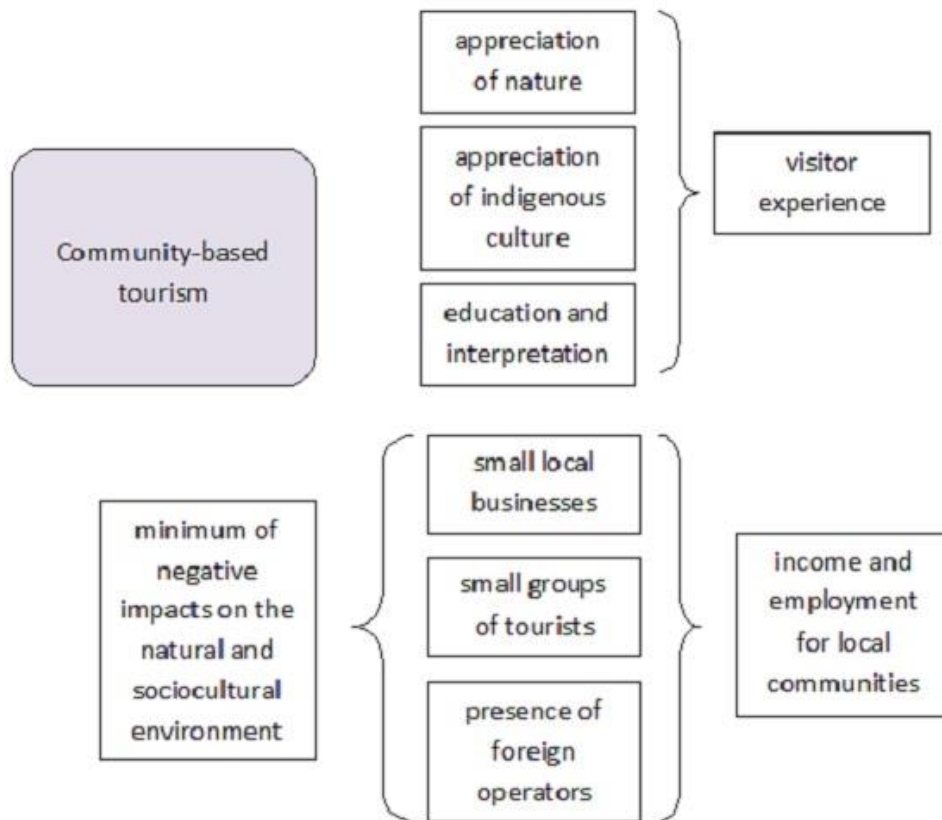 Community-based
tourism
appreciation
of nature
appreciation
of indigenous
culture
education and
interpretation
visitor
experience
minimum of
negative
impacts on the
natural and
sociocultural
environment
small local
businesses
small groups
of tourists
presence of
foreign
operators
income and
employment
for local
communities